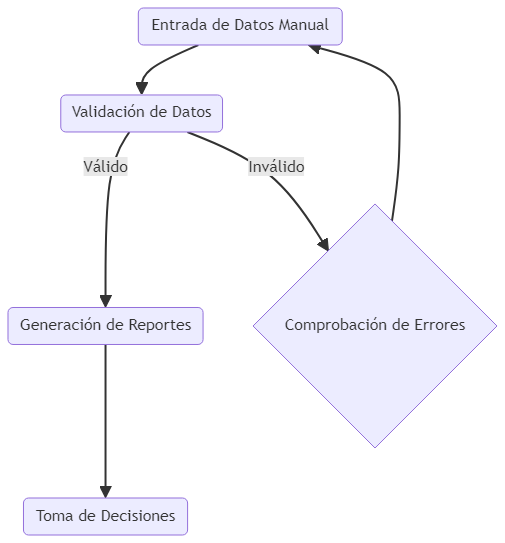 Entrada de Datos Manual
Validación de Datos
Válido
Inválido
Generación de Reportes
Comprobación de Errores
Toma de Decisiones